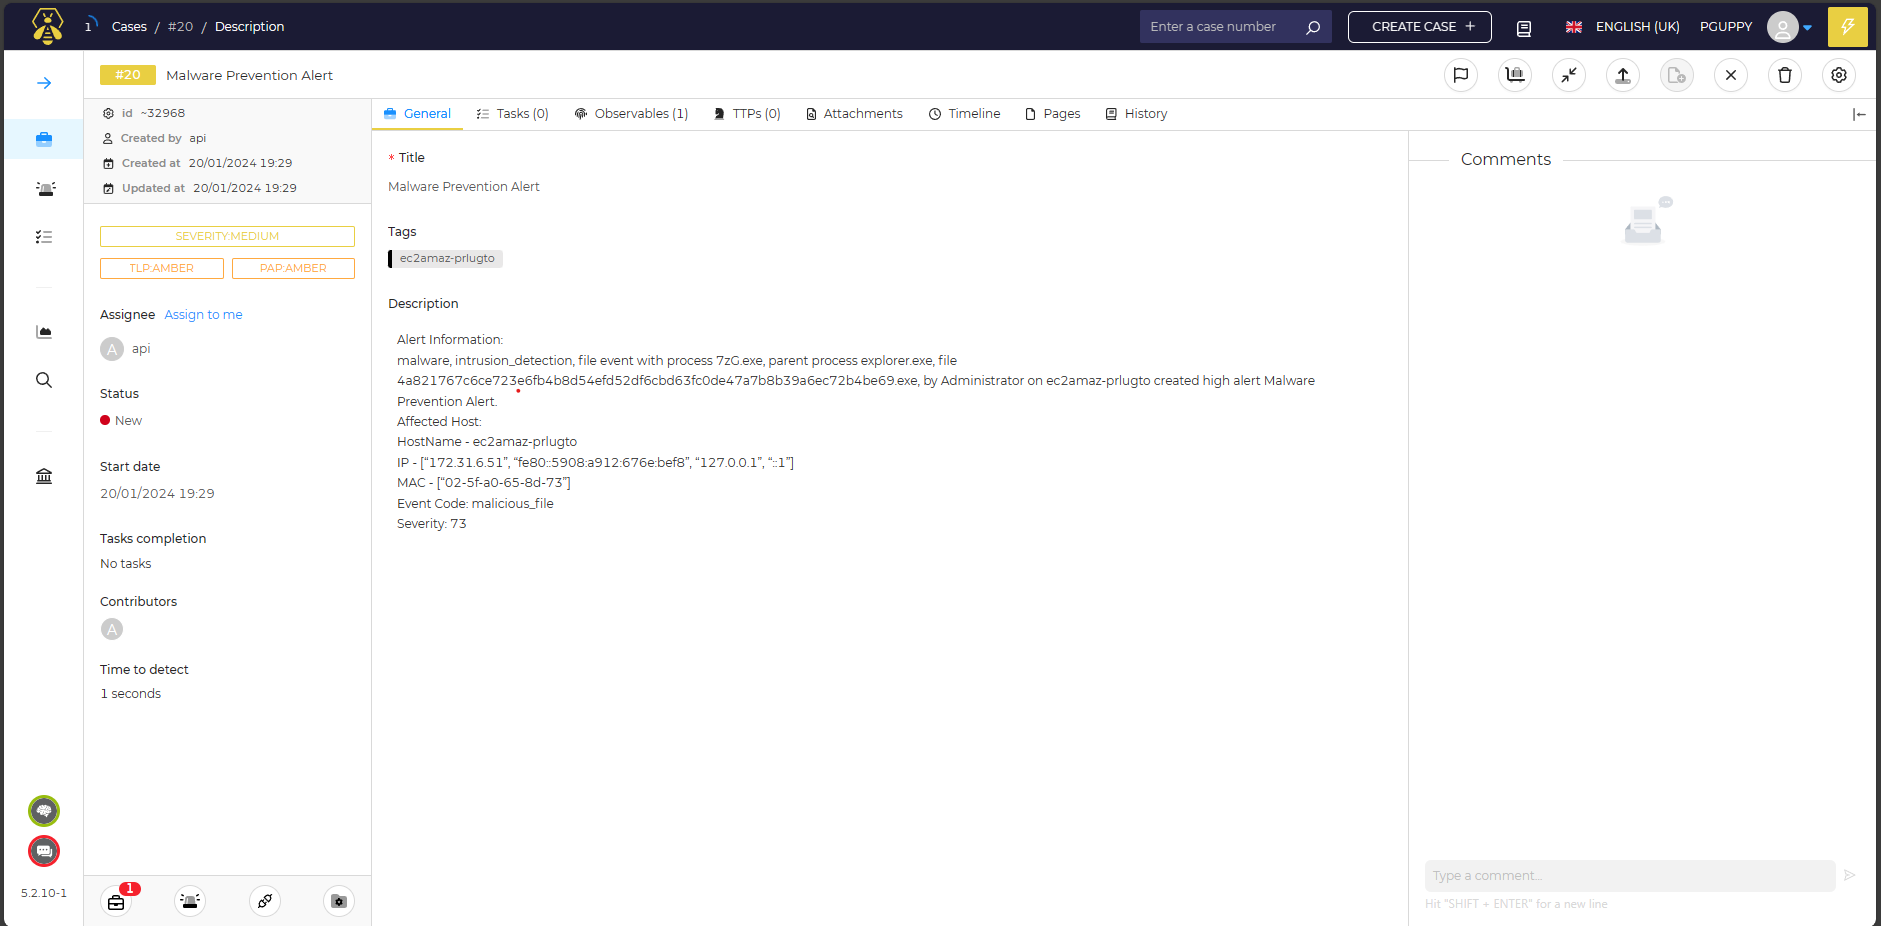 1
Cases / #20 / Description
Enter a case number
CREATE CASE +
ENGLISH (UK)
PGUPPY
#20 Malware Prevention Alert
id ~32968
Created by api
Created at 20/01/2024 19:29
Updated at 20/01/2024 19:29
SEVERITY:MEDIUM
TLP:AMBER
PAP:AMBER
Assignee Assign to me
A api
Status
New
Start date
20/01/2024 19:29
Tasks completion
No tasks
Contributors
A
Time to detect
1 seconds
1
5.2.10-1
General
Tasks (0)
Observables (1)
TTPs (0)
Attachments
Timeline
Pages
History
* Title
Malware Prevention Alert
Tags
ec2amaz-prlugto
Description
Alert Information:
malware, intrusion_detection, file event with process 7zG.exe, parent process explorer.exe, file
4a821767c6ce723e6fb4b8d54efd52df6cbd63fc0de47a7b8b39a6ec72b4be69.exe, by Administrator on ec2amaz-prlugto created high alert Malware
Prevention Alert.
Affected Host:
HostName - ec2amaz-prlugto
IP - [“172.31.6.51”, “fe80::5908:a912:676e:bef8”, “127.0.0.1”, “::1”]
MAC - [“02-5f-a0-65-8d-73”]
Event Code: malicious_file
Severity: 73
Comments
Type a comment...
Hit "SHIFT + ENTER" for a new line